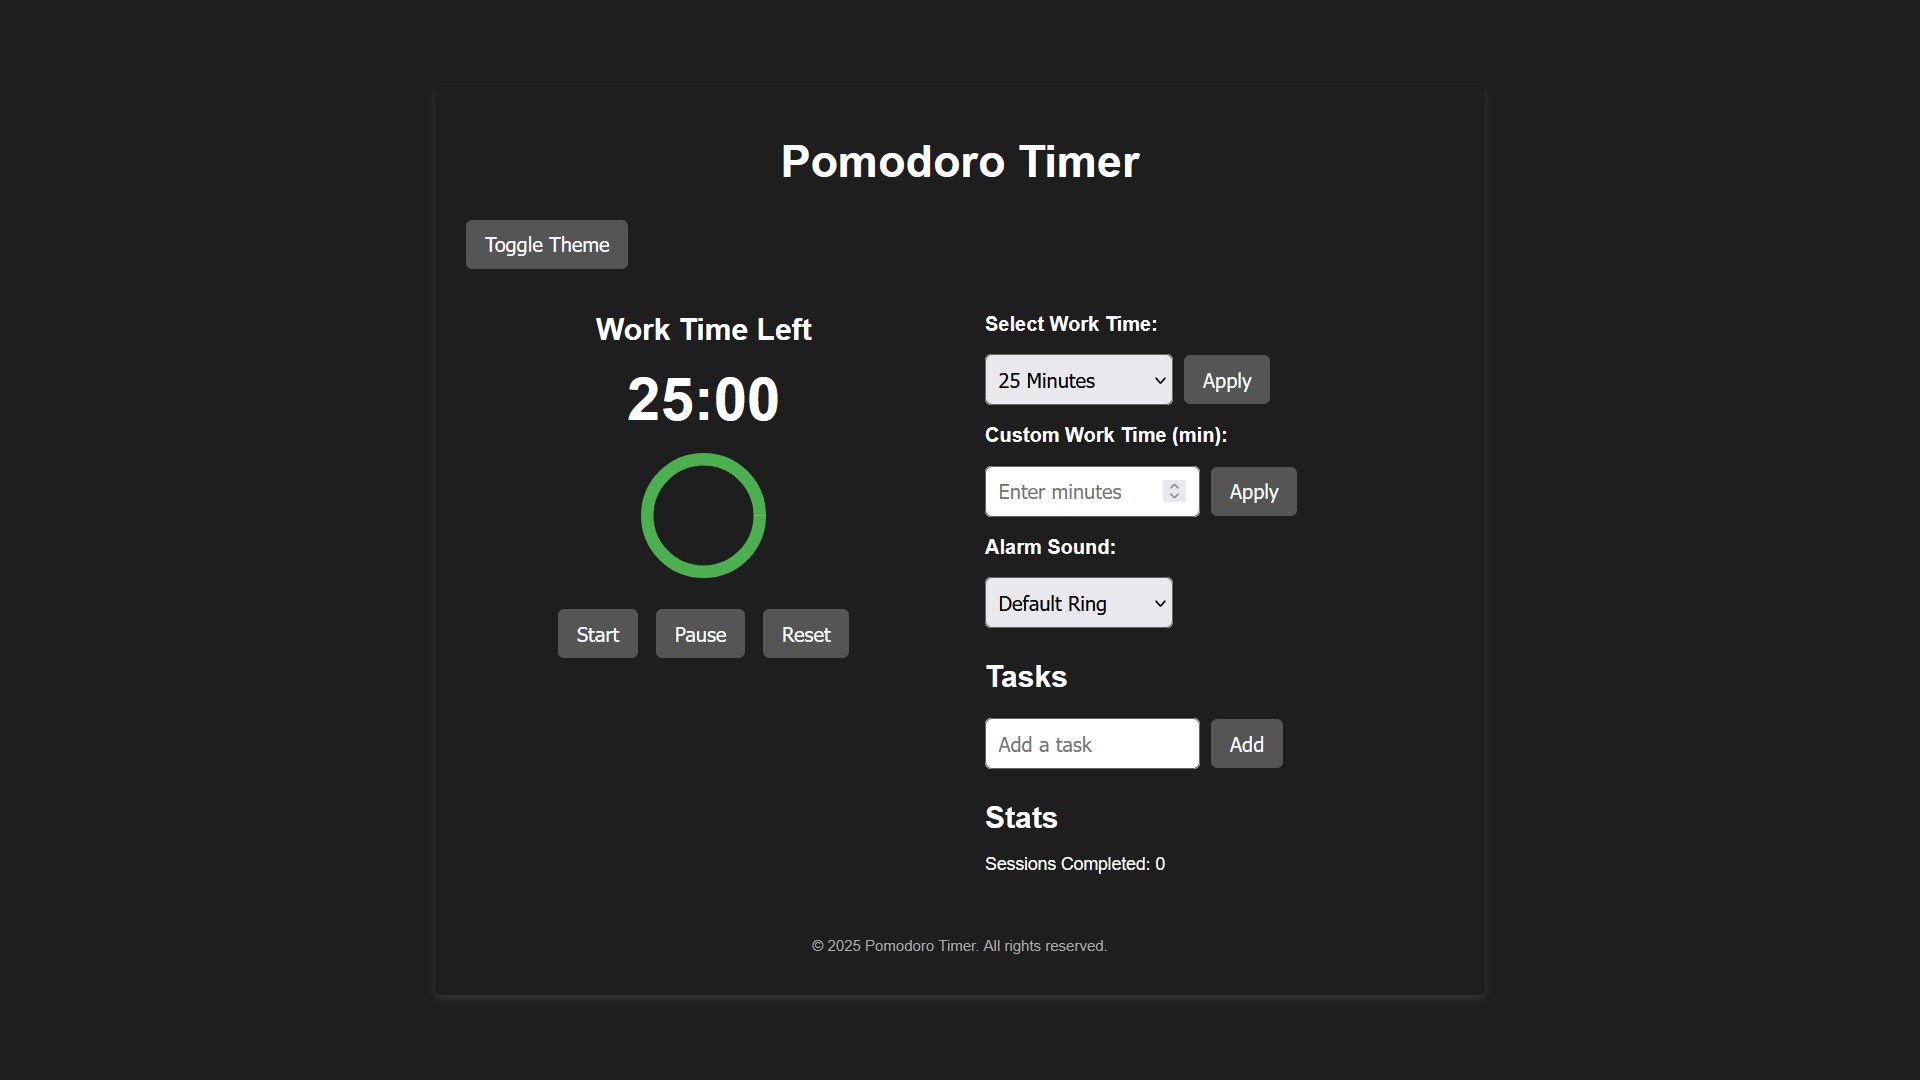 Pomodoro Timer
Toggle Theme
Work Time Left
25:00
Start Pause Reset
Select Work Time:
25 Minutes Apply
Custom Work Time (min):
Enter minutes Apply
Alarm Sound:
Default Ring
Tasks
Add a task Add
Stats
Sessions Completed: 0
© 2025 Pomodoro Timer. All rights reserved.